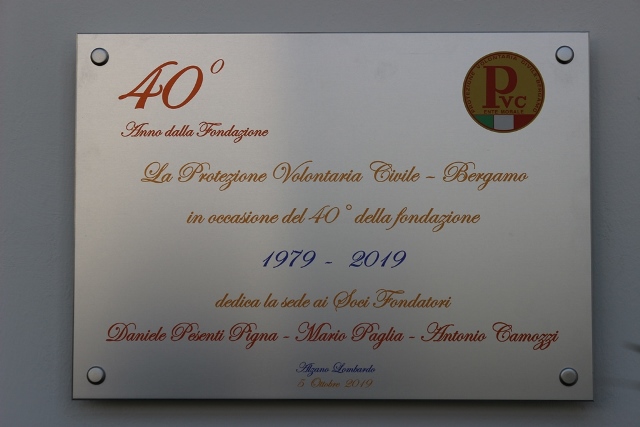 40°
Anno dalla Fondazione
PVC
La Protezione Volontaria Civile - Bergamo
in occasione del 40° della fondazione
1979 - 2019
dedica la sede ai Soci Fondatori
Daniele Pesenti Pigna - Mario Paglia - Antonio Camozzi
Alzano Lombardo
5 Ottobre 2019